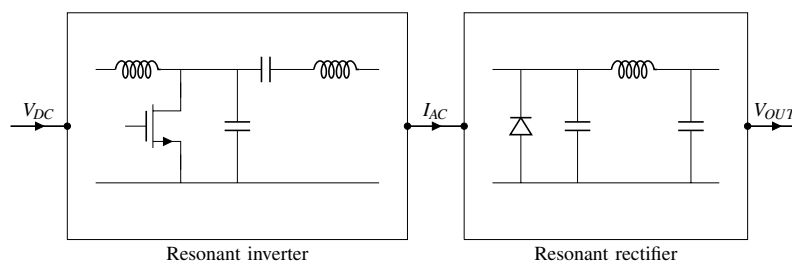 V_DC
I_AC
V_OUT
Resonant inverter
Resonant rectifier